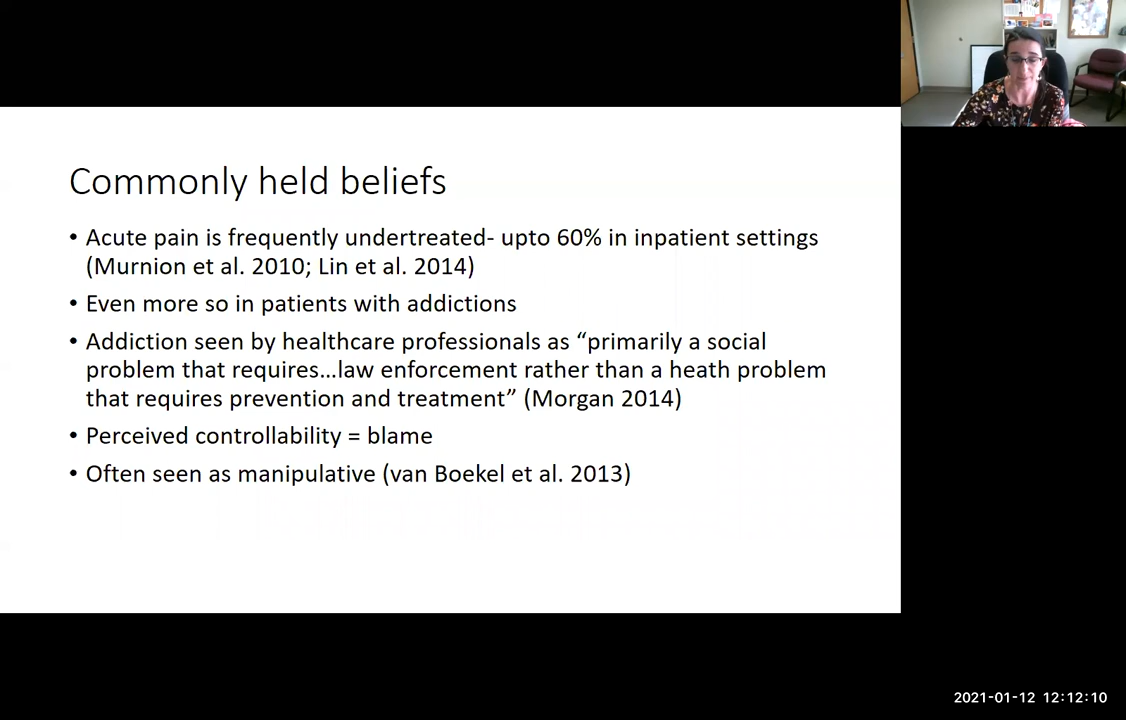 Commonly held beliefs
• Acute pain is frequently undertreated- upto 60% in inpatient settings
(Murnion et al. 2010; Lin et al. 2014)
• Even more so in patients with addictions
• Addiction seen by healthcare professionals as “primarily a social
problem that requires...law enforcement rather than a heath problem
that requires prevention and treatment” (Morgan 2014)
• Perceived controllability = blame
• Often seen as manipulative (van Boekel et al. 2013)
2021-01-12 12:12:10